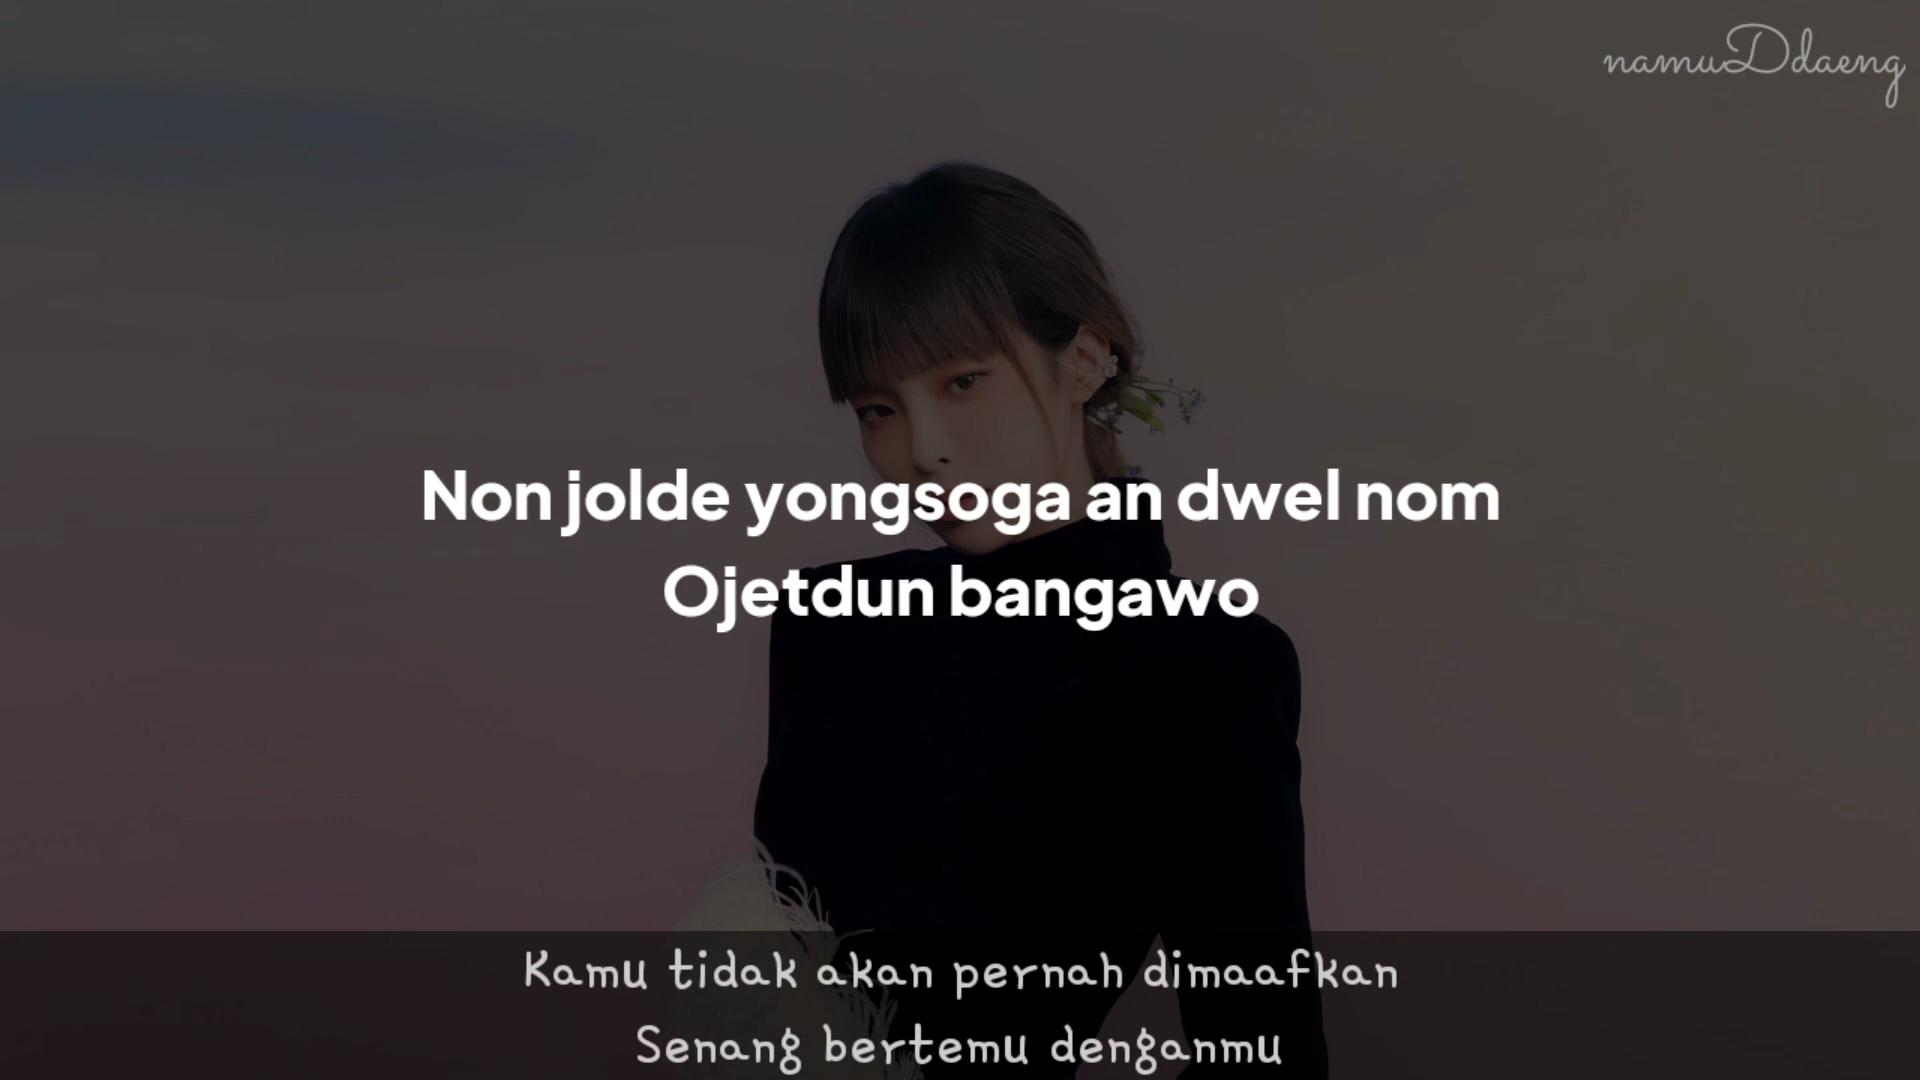 namuDdaeng
Non jolde yongsoga an dwel nom
Ojetdun bangawo
Kamu tidak akan pernah dimaafkan
Senang bertemu denganmu